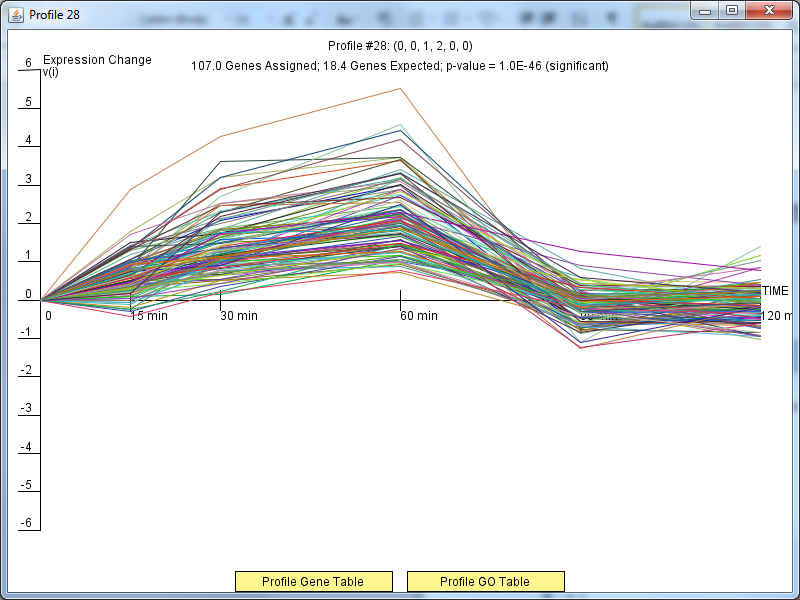 Profile 28
Profile #28: (0, 0, 1, 2, 0, 0)
Expression Change
v(i)
107.0 Genes Assigned; 18.4 Genes Expected; p-value = 1.0E-46 (significant)
6
5
4
3
2
1
0
TIME
0
15 min
30 min
60 min
120 m
-1
-2
-3
-4
-5
-6
Profile Gene Table
Profile GO Table